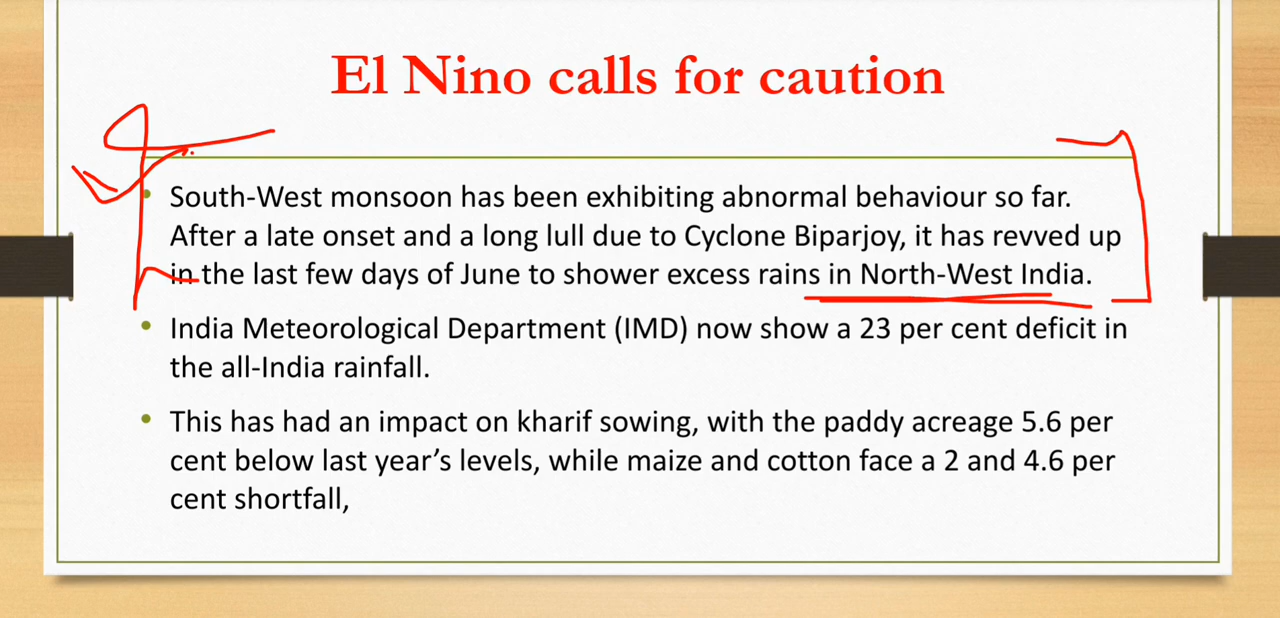 El Nino calls for caution
South-West monsoon has been exhibiting abnormal behaviour so far.
After a late onset and a long lull due to Cyclone Biparjoy, it has revved up
in the last few days of June to shower excess rains in North-West India.
India Meteorological Department (IMD) now show a 23 per cent deficit in
the all-India rainfall.
This has had an impact on kharif sowing, with the paddy acreage 5.6 per
cent below last year’s levels, while maize and cotton face a 2 and 4.6 per
cent shortfall,